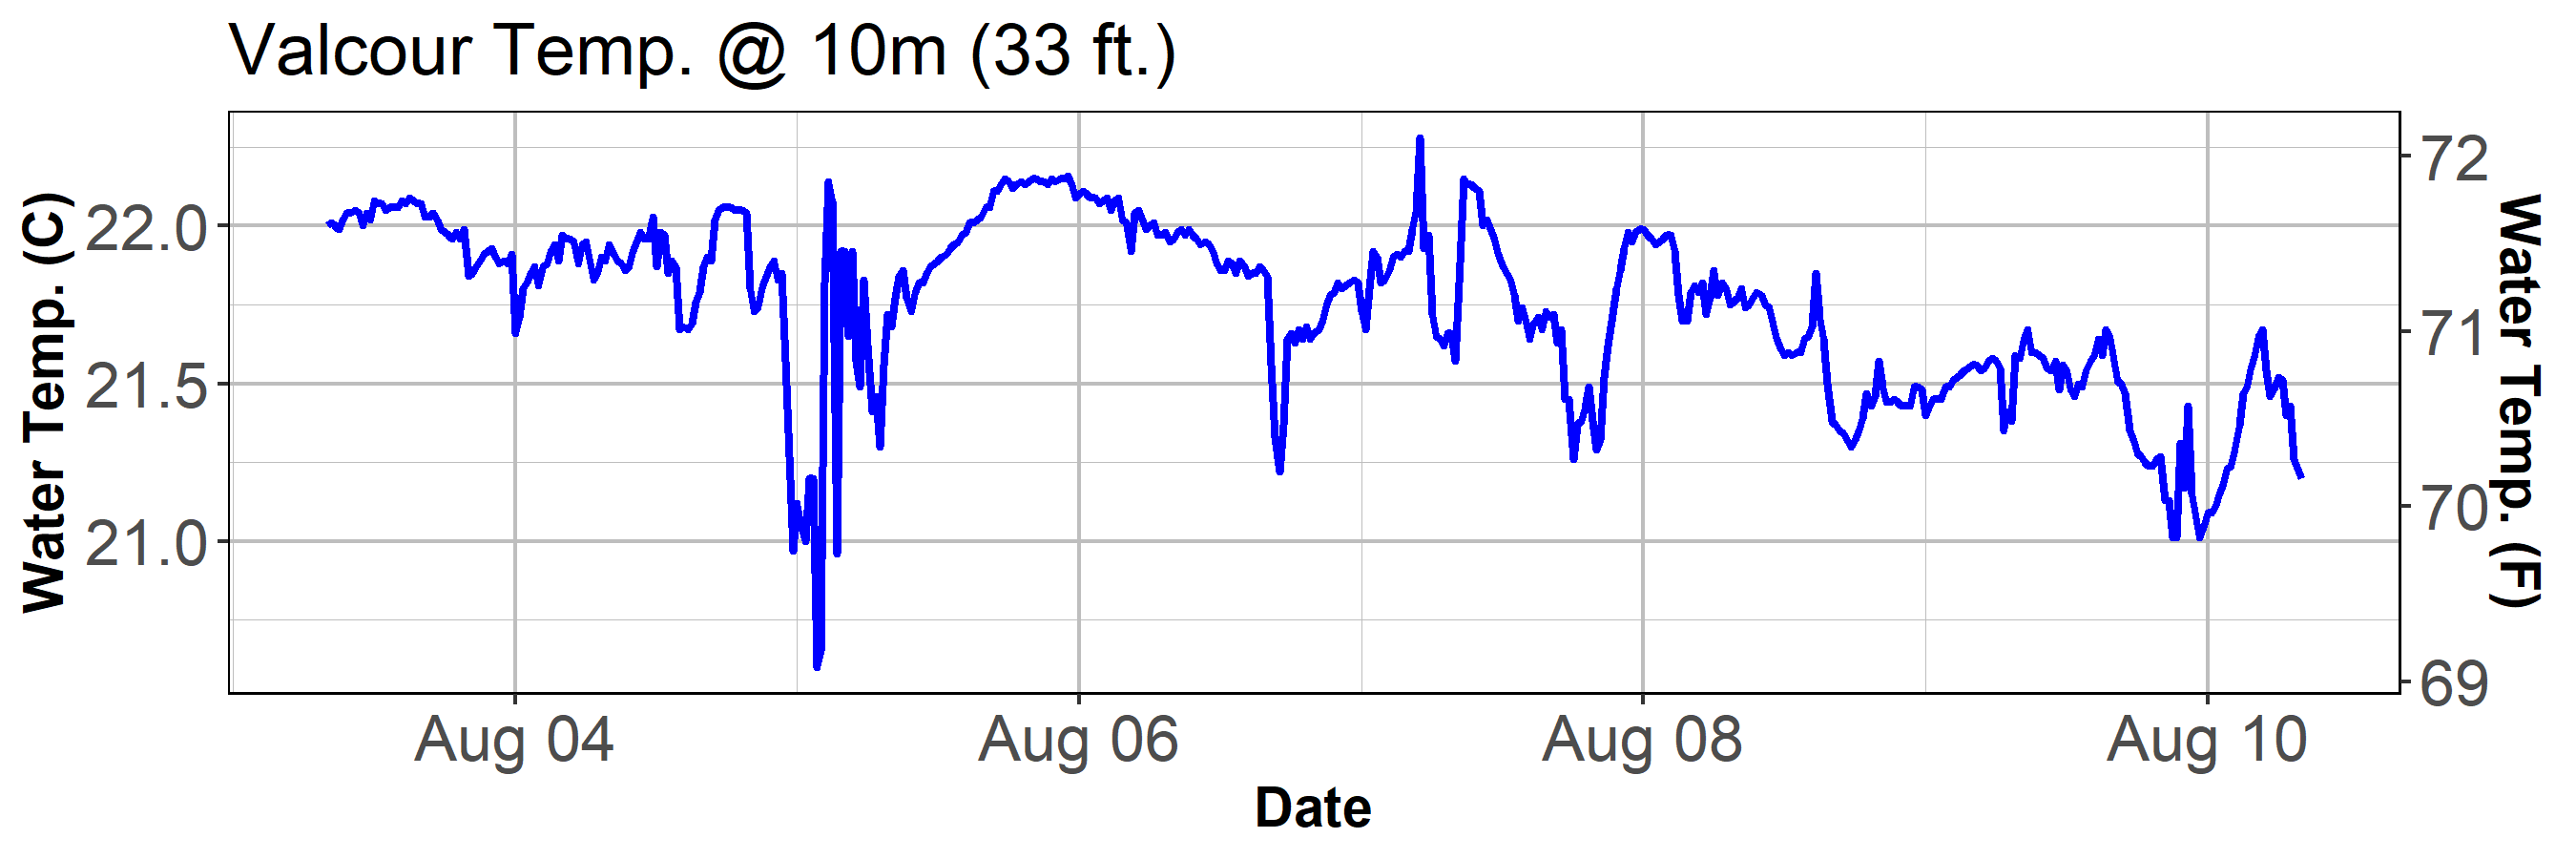 Valcour Temp. @ 10m (33 ft.)
Water Temp. (C)
22.0
21.5
21.0
72
71
70
69
Water Temp. (F)
Aug 04 Aug 06 Aug 08 Aug 10
Date